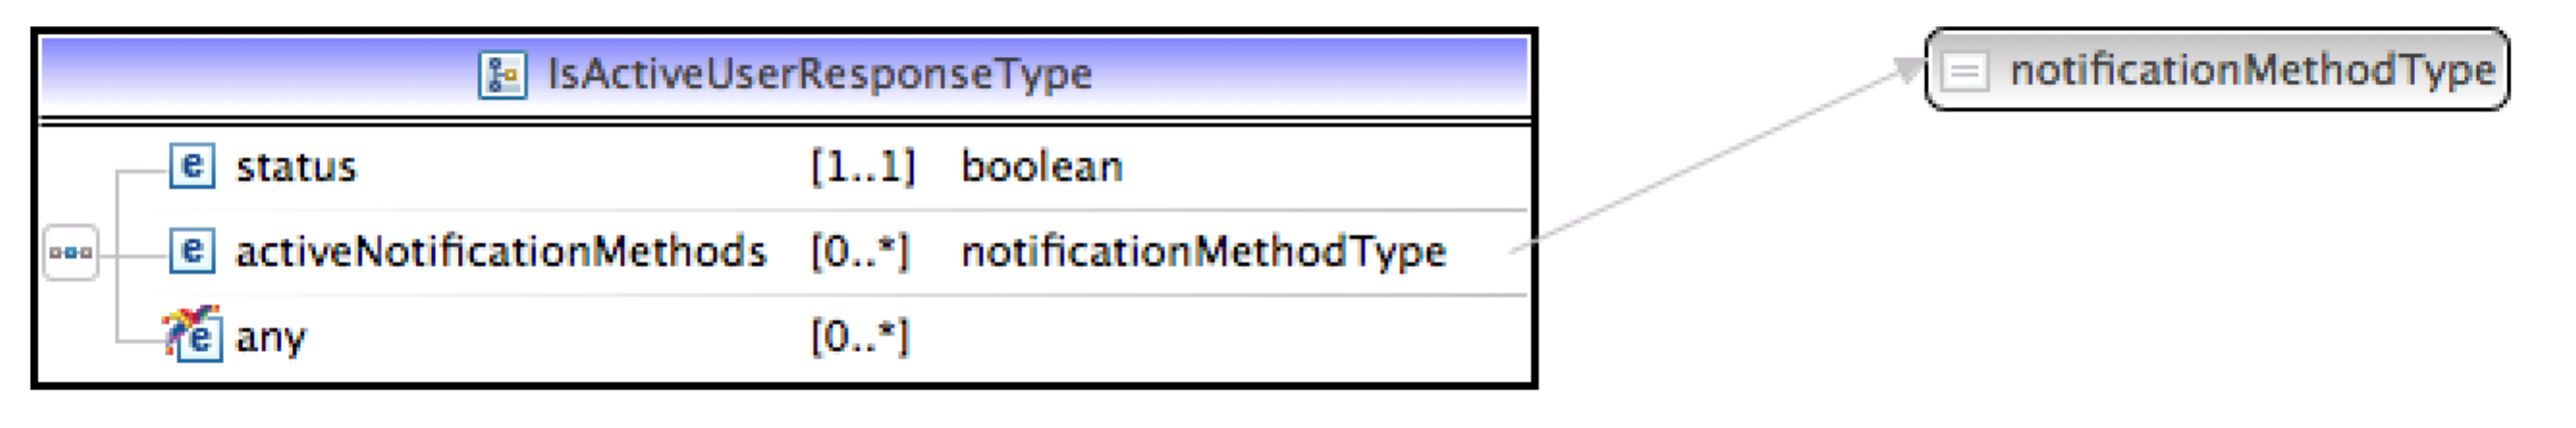 IsActiveUserResponseType
notificationMethodType
e status [1..1] boolean
e activeNotificationMethods [0..*] notificationMethodType
e any [0..*]